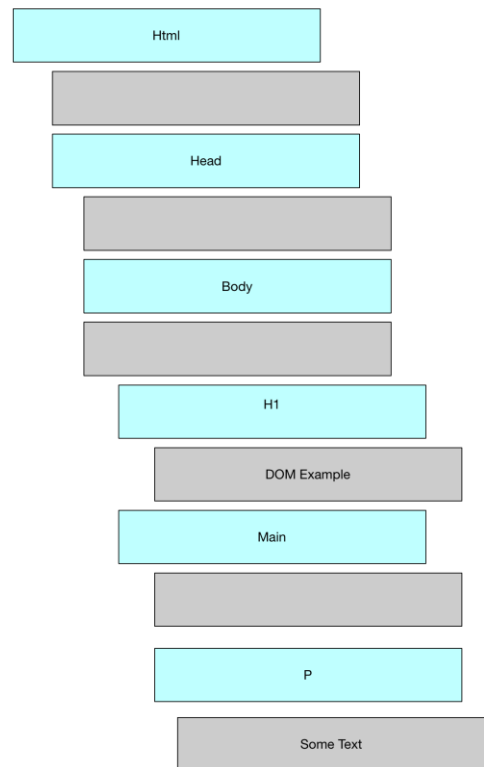 Html
Head
Body
H1
DOM Example
Main
P
Some Text